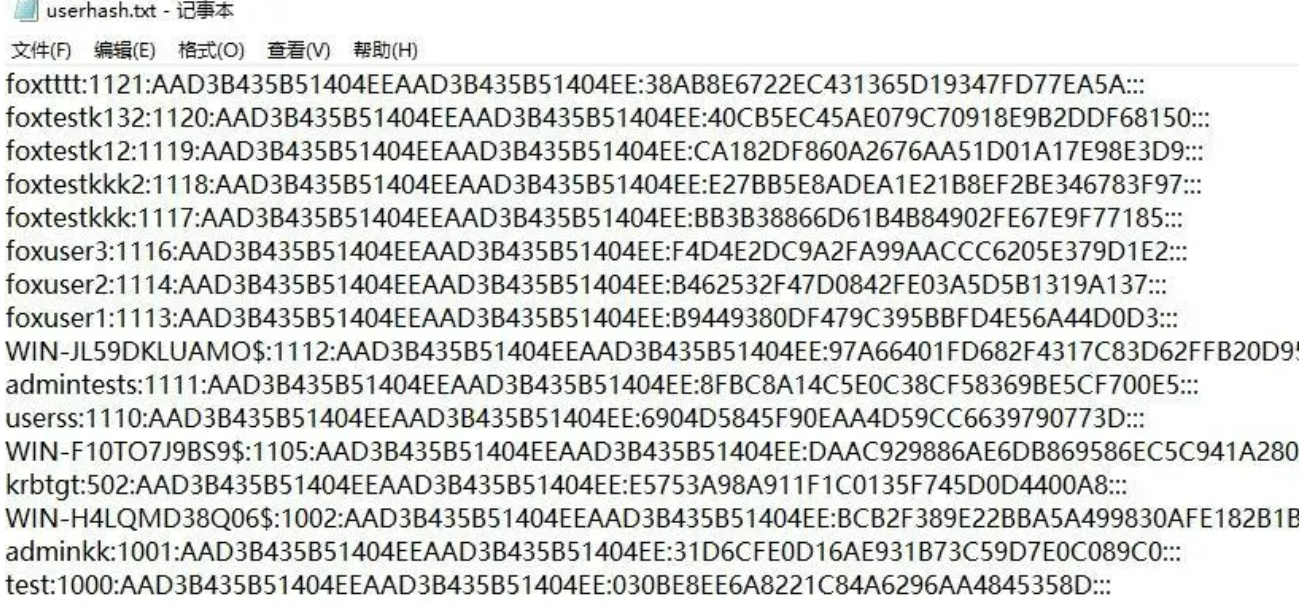 userhash.txt - 记事本
文件(F) 编辑(E) 格式(O) 查看(V) 帮助(H)
foxtttt:1121:AAD3B435B51404EEAAD3B435B51404EE:38AB8E6722EC431365D19347FD77EA5A:::
foxtestk132:1120:AAD3B435B51404EEAAD3B435B51404EE:40CB5EC45AE079C70918E9B2DDF68150:::
foxtestk12:1119:AAD3B435B51404EEAAD3B435B51404EE:CA182DF860A2676AA51D01A17E98E3D9:::
foxtestkkk2:1118:AAD3B435B51404EEAAD3B435B51404EE:E27BB5E8ADEA1E21B8EF2BE346783F97:::
foxtestkkk:1117:AAD3B435B51404EEAAD3B435B51404EE:BB3B38866D61B4B84902FE67E9F77185:::
foxuser3:1116:AAD3B435B51404EEAAD3B435B51404EE:F4D4E2DC9A2FA99AACCC6205E379D1E2:::
foxuser2:1114:AAD3B435B51404EEAAD3B435B51404EE:B462532F47D0842FE03A5D5B1319A137:::
foxuser1:1113:AAD3B435B51404EEAAD3B435B51404EE:B9449380DF479C395BBFD4E56A44D0D3:::
WIN-JL59DKLUAMO$:1112:AAD3B435B51404EEAAD3B435B51404EE:97A66401FD682F4317C83D62FFB20D95
admintests:1111:AAD3B435B51404EEAAD3B435B51404EE:8FBC8A14C5E0C38CF58369BE5CF700E5:::
userss:1110:AAD3B435B51404EEAAD3B435B51404EE:6904D5845F90EAA4D59CC6639790773D:::
WIN-F10TO7J9BS9$:1105:AAD3B435B51404EEAAD3B435B51404EE:DAAC929886AE6DB869586EC5C941A280
krbtgt:502:AAD3B435B51404EEAAD3B435B51404EE:E5753A98A911F1C0135F745D0D4400A8:::
WIN-H4LQMD38Q06$:1002:AAD3B435B51404EEAAD3B435B51404EE:BCB2F389E22BBA5A499830AFE182B1B
adminkk:1001:AAD3B435B51404EEAAD3B435B51404EE:31D6CFE0D16AE931B73C59D7E0C089C0:::
test:1000:AAD3B435B51404EEAAD3B435B51404EE:030BE8EE6A8221C84A6296AA4845358D:::